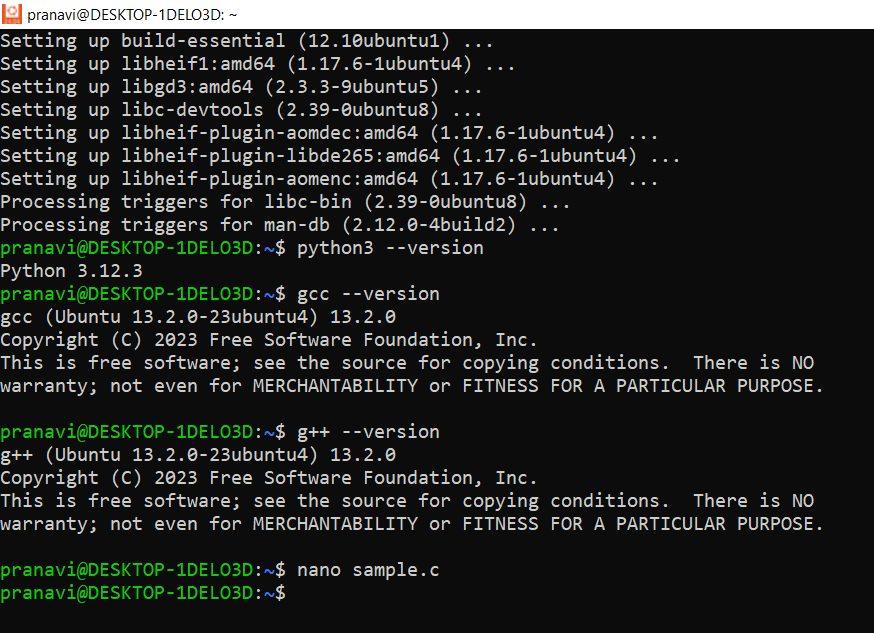 pranavi@DESKTOP-1DELO3D: ~
Setting up build-essential (12.10ubuntu1) ...
Setting up libheif1:amd64 (1.17.6-1ubuntu4) ...
Setting up libgd3:amd64 (2.3.3-9ubuntu5) ...
Setting up libc-devtools (2.39-0ubuntu8) ...
Setting up libheif-plugin-aomdec:amd64 (1.17.6-1ubuntu4) ...
Setting up libheif-plugin-libde265:amd64 (1.17.6-1ubuntu4) ...
Setting up libheif-plugin-aomenc:amd64 (1.17.6-1ubuntu4) ...
Processing triggers for libc-bin (2.39-0ubuntu8) ...
Processing triggers for man-db (2.12.0-4build2) ...
pranavi@DESKTOP-1DELO3D:~$ python3 --version
Python 3.12.3
pranavi@DESKTOP-1DELO3D:~$ gcc --version
gcc (Ubuntu 13.2.0-23ubuntu4) 13.2.0
Copyright (C) 2023 Free Software Foundation, Inc.
This is free software; see the source for copying conditions.  There is NO
warranty; not even for MERCHANTABILITY or FITNESS FOR A PARTICULAR PURPOSE.
pranavi@DESKTOP-1DELO3D:~$ g++ --version
g++ (Ubuntu 13.2.0-23ubuntu4) 13.2.0
Copyright (C) 2023 Free Software Foundation, Inc.
This is free software; see the source for copying conditions.  There is NO
warranty; not even for MERCHANTABILITY or FITNESS FOR A PARTICULAR PURPOSE.
pranavi@DESKTOP-1DELO3D:~$ nano sample.c
pranavi@DESKTOP-1DELO3D:~$